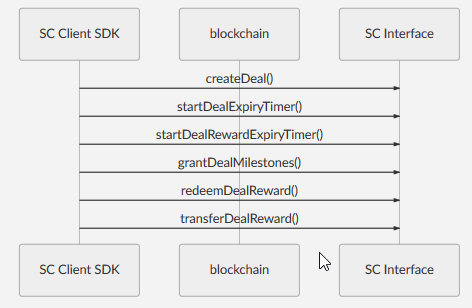 SC Client SDK
blockchain
SC Interface
createDeal()
startDealExpiryTimer()
startDealRewardExpiryTimer()
grantDealMilestones()
redeemDealReward()
transferDealReward()
SC Client SDK
blockchain
SC Interface